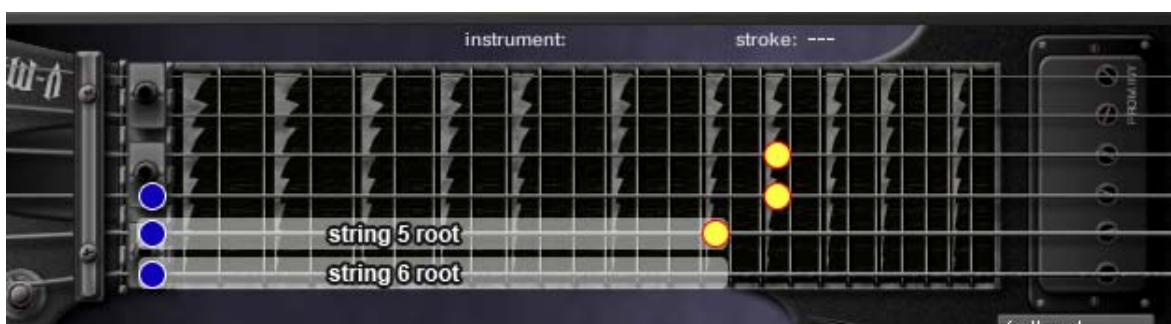 instrument:
stroke: ---
string 5 root
string 6 root